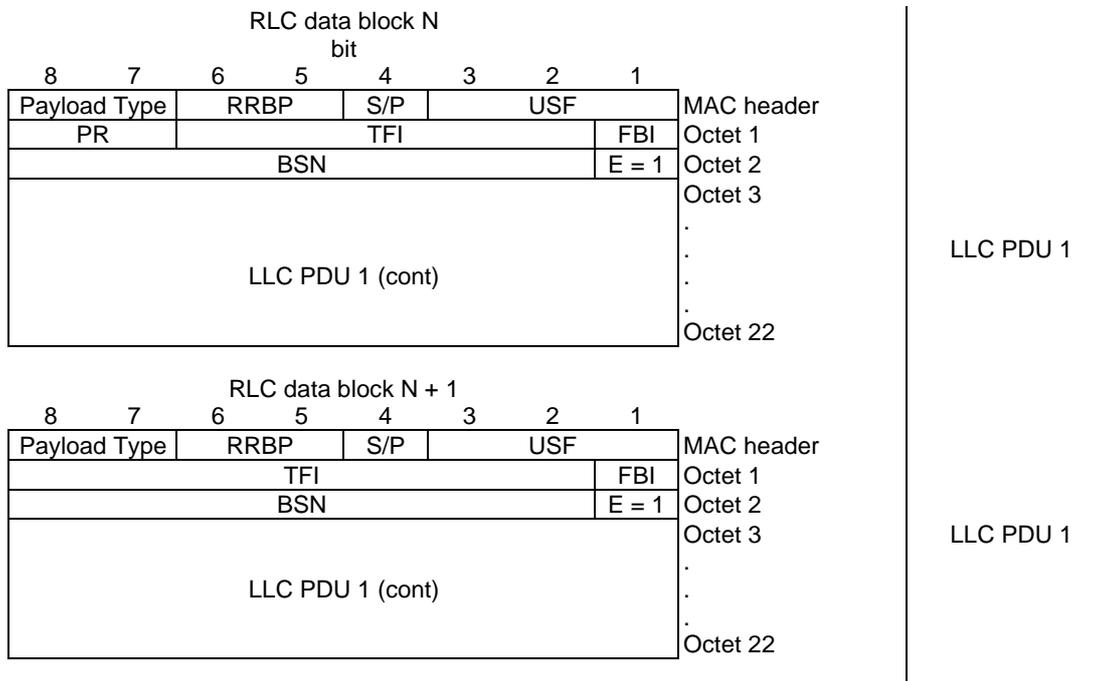 RLC data block N
bit
8 7 6 5 4 3 2 1
Payload Type RRBP S/P USF MAC header
PR TFI FBI Octet 1
BSN E = 1 Octet 2
Octet 3
.
.
LLC PDU 1
LLC PDU 1 (cont)
.
.
Octet 22
RLC data block N + 1
8 7 6 5 4 3 2 1
Payload Type RRBP S/P USF MAC header
TFI FBI Octet 1
BSN E = 1 Octet 2
Octet 3 LLC PDU 1
.
LLC PDU 1 (cont) .
.
Octet 22